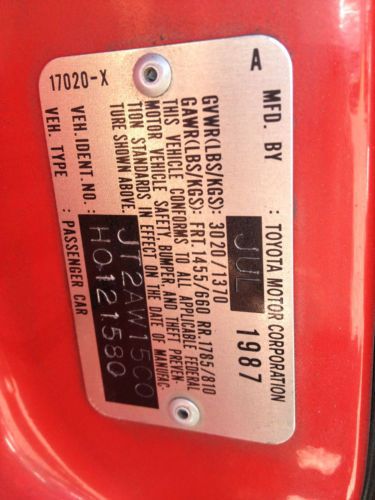 A MFD. BY : TOYOTA MOTOR CORPORATION
JUL 1987
GVWR(LBS/KGS): 3020/1370
GAWR(LBS/KGS): FRT.1455/660 RR.1785/810
THIS VEHICLE CONFORMS TO ALL APPLICABLE FEDERAL
MOTOR VEHICLE SAFETY, BUMPER, AND THEFT PREVEN-
TION STANDARDS IN EFFECT ON THE DATE OF MANUFAC-
TURE SHOWN ABOVE.
VEH. IDENT. NO. : JT2AW15C0
H0121580
VEH. TYPE : PASSENGER CAR
17020-X